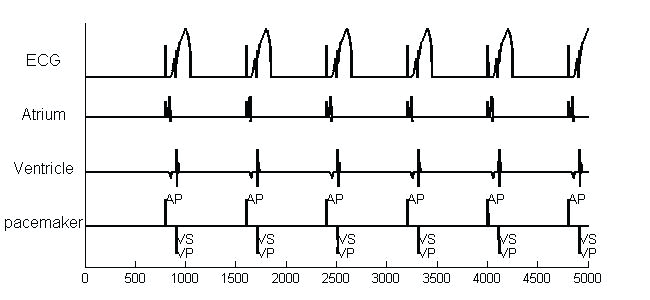 ECG
Atrium
Ventricle
AP AP AP AP AP AP
pacemaker
VS VS VS VS VS VS
VP VP VP VP VP VP
0 500 1000 1500 2000 2500 3000 3500 4000 4500 5000